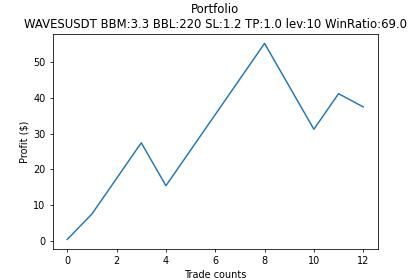 Portfolio
WAVESUSDT BBM:3.3 BBL:220 SL:1.2 TP:1.0 lev:10 WinRatio:69.0
Profit ($)
50
40
30
20
10
0
0 2 4 6 8 10 12
Trade counts